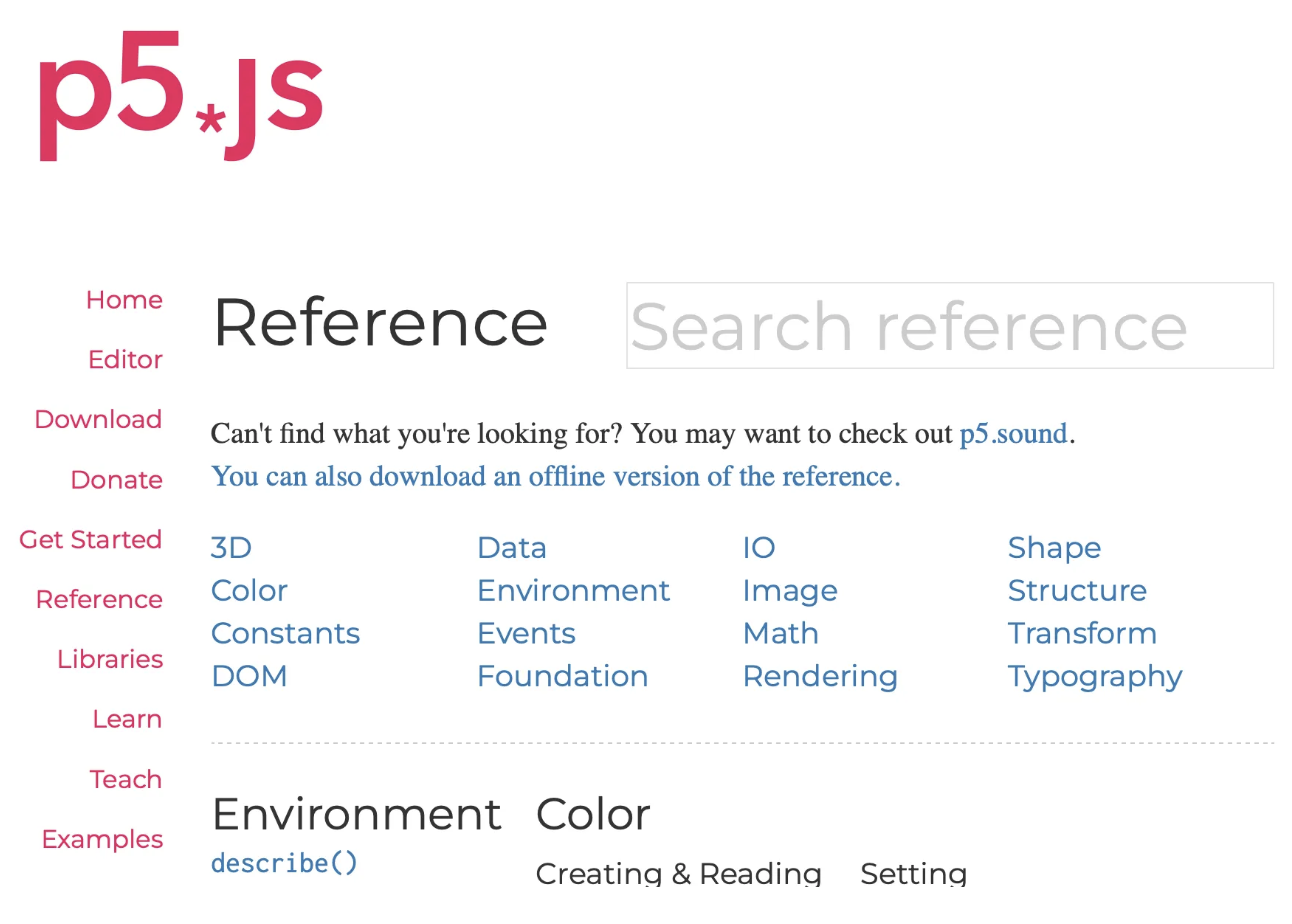 p5*js
Home
Editor
Download
Donate
Get Started
Reference
Libraries
Learn
Teach
Examples
Reference
Search reference
Can't find what you're looking for? You may want to check out p5.sound.
You can also download an offline version of the reference.
3D
Color
Constants
DOM
Data
Environment
Events
Foundation
IO
Image
Math
Rendering
Shape
Structure
Transform
Typography
Environment
describe()
Color
Creating & Reading
Setting